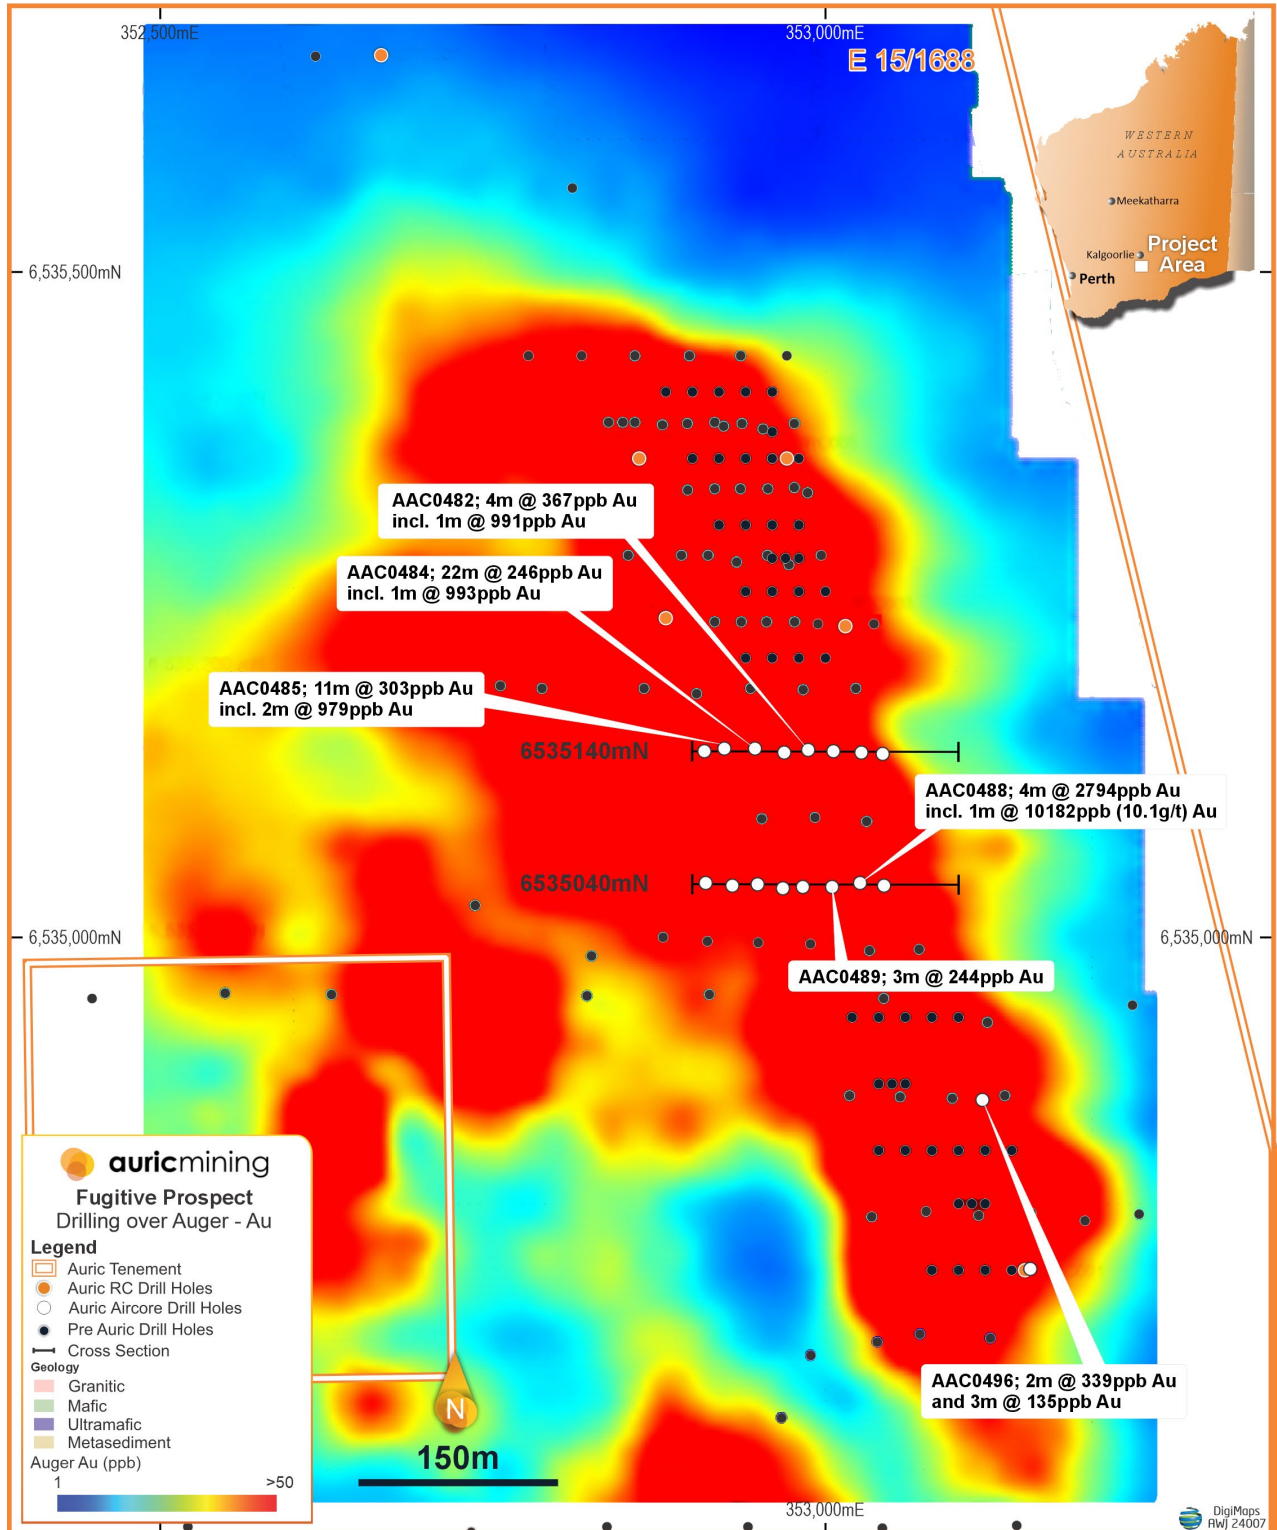 352,500mE
353,000mE
E 15/1688
WESTERN
AUSTRALIA
Meekatharra
Kalgoorlie
Project
Area
Perth
6,535,500mN
AAC0482; 4m @ 367ppb Au
incl. 1m @ 991ppb Au
AAC0484; 22m @ 246ppb Au
incl. 1m @ 993ppb Au
AAC0485; 11m @ 303ppb Au
incl. 2m @ 979ppb Au
6535140mN
AAC0488; 4m @ 2794ppb Au
incl. 1m @ 10182ppb (10.1g/t) Au
6535040mN
6,535,000mN
6,535,000mN
AAC0489; 3m @ 244ppb Au
AAC0496; 2m @ 339ppb Au
and 3m @ 135ppb Au
auricmining
Fugitive Prospect
Drilling over Auger - Au
Legend
Auric Tenement
Auric RC Drill Holes
Auric Aircore Drill Holes
Pre Auric Drill Holes
Cross Section
Geology
Granitic
Mafic
Ultramafic
Metasediment
Auger Au (ppb)
1 >50
N
150m
353,000mE
DigiMaps
AWJ 24007